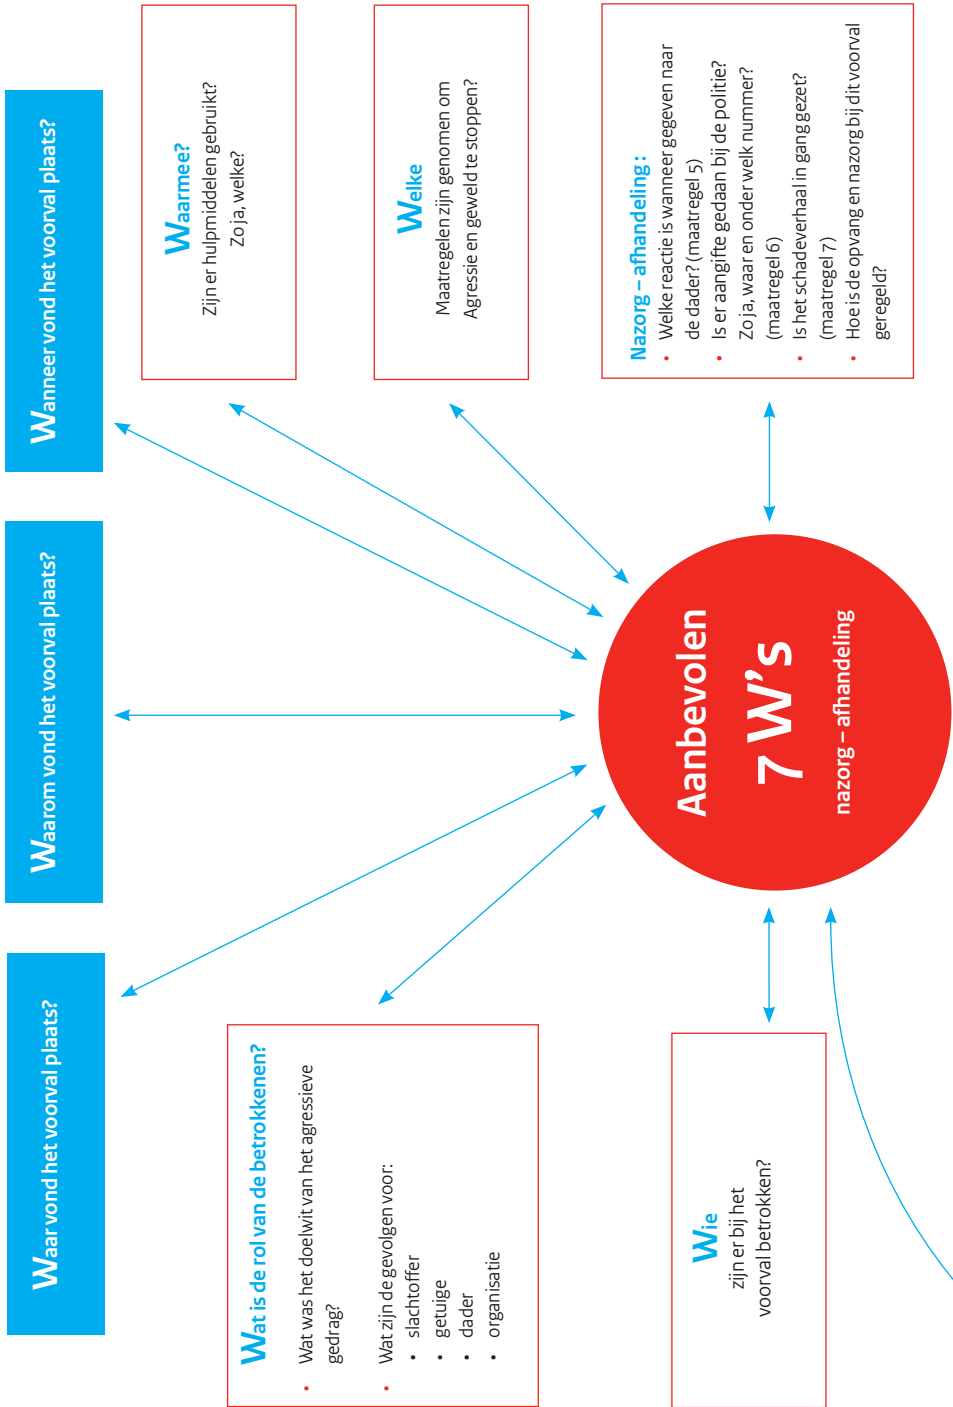 Waar vond het voorval plaats?
Waarom vond het voorval plaats?
Wanneer vond het voorval plaats?
Wat is de rol van de betrokkenen?
• Wat was het doelwit van het agressieve
gedrag?
• Wat zijn de gevolgen voor:
• slachtoffer
• getuige
• dader
• organisatie
Waarmee?
Zijn er hulpmiddelen gebruikt?
Zo ja, welke?
Welke
Maatregelen zijn genomen om
Agressie en geweld te stoppen?
Wie
zijn er bij het
voorval betrokken?
Aanbevolen
7 W's
nazorg – afhandeling
Nazorg – afhandeling:
• Welke reactie is wanneer gegeven naar
de dader? (maatregel 5)
• Is er aangifte gedaan bij de politie?
Zo ja, waar en onder welk nummer?
(maatregel 6)
• Is het schadeverhaal in gang gezet?
(maatregel 7)
• Hoe is de opvang en nazorg bij dit voorval
geregeld?